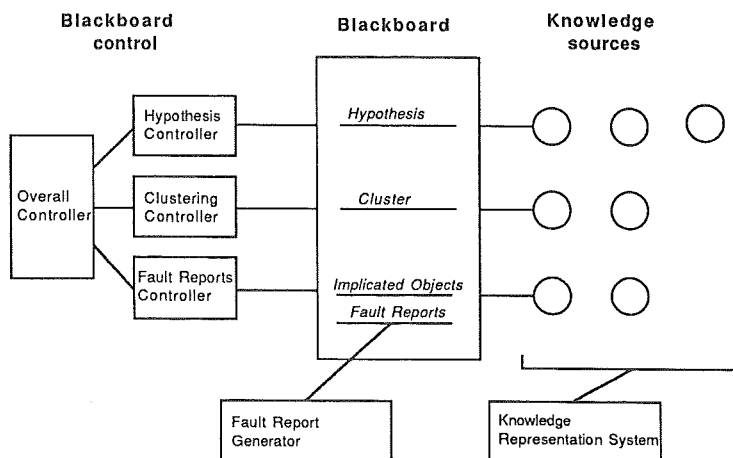 Blackboard
control
Blackboard
Knowledge
sources
Hypothesis
Controller
Overall
Controller
Clustering
Controller
Fault Reports
Controller
Hypothesis
Cluster
Implicated Objects
Fault Reports
Fault Report
Generator
Knowledge
Representation System